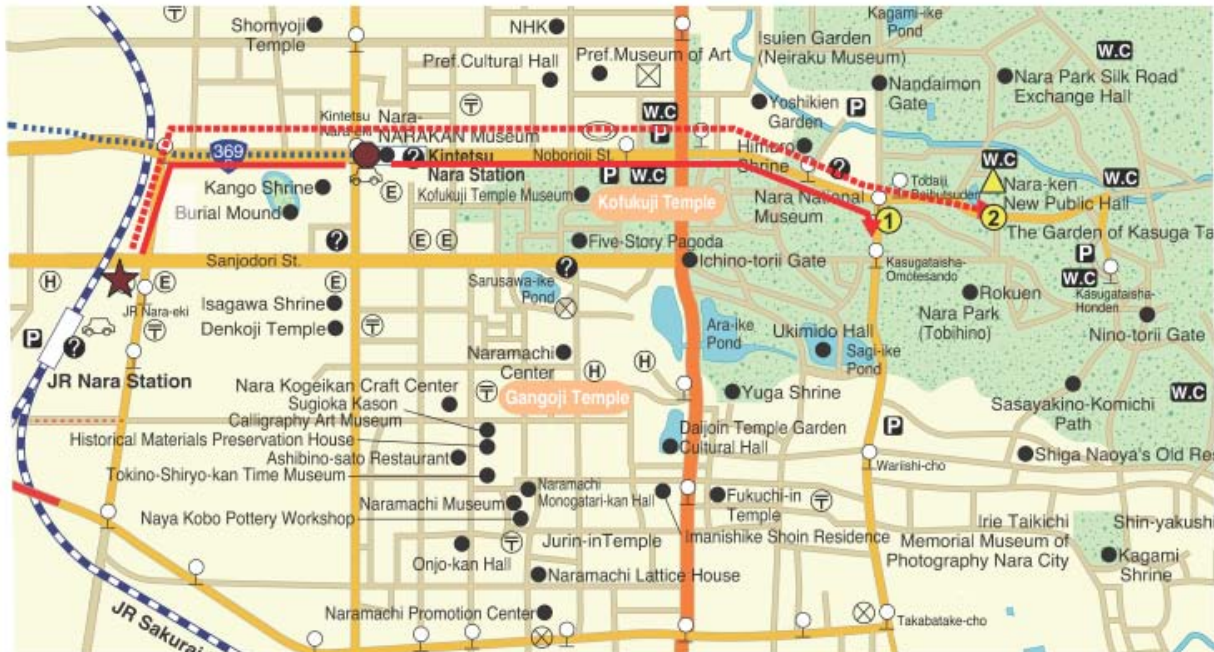 Shomyoji
Temple
NHK
Kagami-ike
Pond
Pref.Cultural Hall
Pref.Museum of Art
Isuien Garden
(Neiraku Museum)
W.C
Nandaimon
Gate
Nara Park Silk Road
Exchange Hall
Kintetsu
Nara-
NARAKAN Museum
W.C
P
Yoshikien
Garden
P
369
Kintetsu
Nara Station
Noborioji St.
Himuro
Shrine
W.C
W.C
Kango Shrine
E
Kofukuji Temple Museum
P
W.C
Kofukuji Temple
Nara National
Museum
Todaiji
Nara-ken
New Public Hall
Burial Mound
1
2
The Garden of Kasuga Ta
?
E
E
Five-Story Pagoda
Sanjodori St.
Ichino-torii Gate
Kasugataisha-
Omotesando
P
W.C
H
E
JR Nara-eki
Isagawa Shrine
Sarusawa-ike
Pond
?
Rokuen
Kasugataisha-
Honden
Denkoji Temple
Ara-ike
Pond
Ukimido Hall
Nara Park
(Tobihino)
Nino-torii Gate
P
?
JR Nara Station
Naramachi
Center
H
H
Sagi-ike
Pond
Nara Kogeikan Craft Center
Gangoji Temple
Yuga Shrine
Sasayakino-Komichi
Path
W.C
Sugioka Kason
Calligraphy Art Museum
Historical Materials Preservation House
Daijoin Temple Garden
Cultural Hall
P
Ashibino-sato Restaurant
Wariishi-cho
Shiga Naoya's Old Res
Tokino-Shiryo-kan Time Museum
Naramachi Museum
Naramachi
Monogatari-kan Hall
Fukuchi-in
Temple
Naya Kobo Pottery Workshop
Imanishike Shoin Residence
Irie Taikichi
Memorial Museum of
Photography Nara City
Shin-yakushi
Onjo-kan Hall
Jurin-inTemple
Kagami
Shrine
Naramachi Lattice House
JR Sakurai
Naramachi Promotion Center
Takabatake-cho